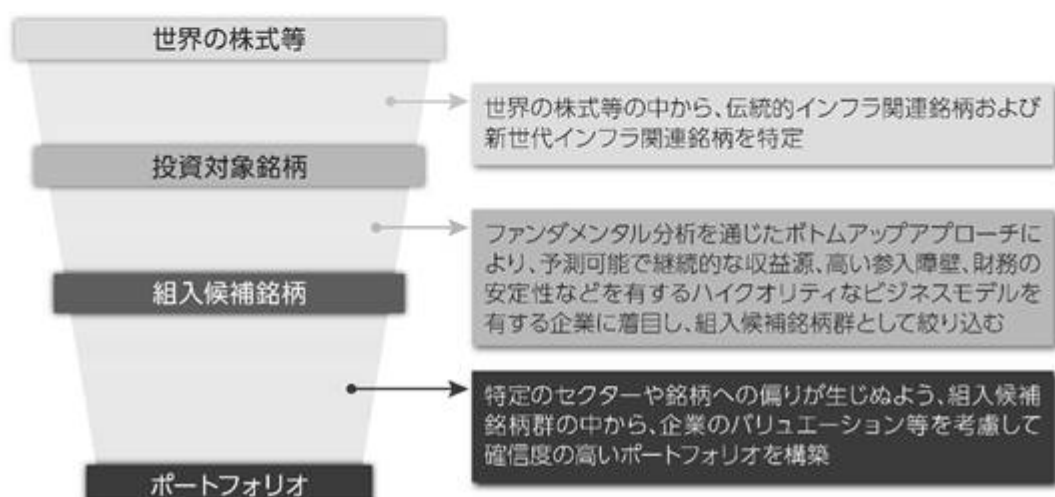 世界の株式等
世界の株式等の中から、伝統的インフラ関連銘柄および
新世代インフラ関連銘柄を特定
投資対象銘柄
ファンダメンタル分析を通じたボトムアップアプローチに
より、予測可能で継続的な収益源、高い参入障壁、財務の
安定性などを有するハイクオリティなビジネスモデルを
有する企業に着目し、組入候補銘柄群として絞り込む
組入候補銘柄
特定のセクターや銘柄への偏りが生じぬよう、組入候補
銘柄群の中から、企業のバリュエーション等を考慮して
確信度の高いポートフォリオを構築
ポートフォリオ